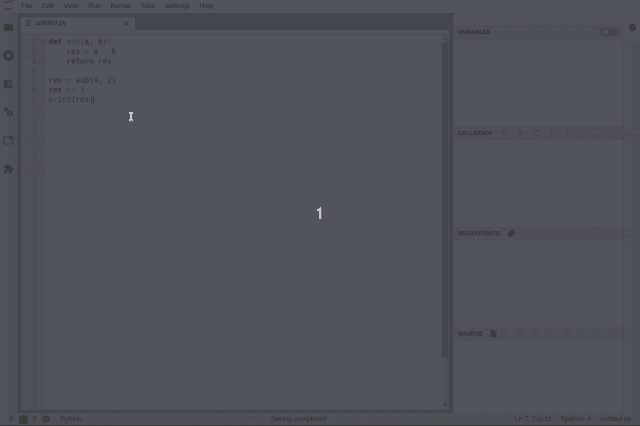 File Edit View Run Kernel Tabs Settings Help
untitled.py
VARIABLES
1 def sub(a, b):
2 res = a - b
3 return res
4
5 res = sub(4, 2)
6 res += 1
7 print(res)
CALLSTACK
1
BREAKPOINTS
SOURCE
0 0 Python Saving completed Ln 7, Col 11 Spaces: 4 untitled.py